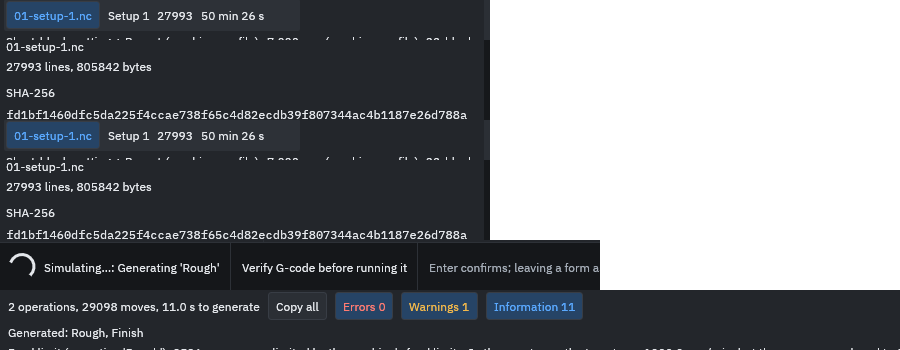 01-setup-1.nc Setup 1 27993 50 min 26 s
01-setup-1.nc
27993 lines, 805842 bytes
SHA-256
fd1bf1460dfc5da225f4ccae738f65c4d82ecdb39f807344ac4b1187e26d788a
01-setup-1.nc Setup 1 27993 50 min 26 s
01-setup-1.nc
27993 lines, 805842 bytes
SHA-256
fd1bf1460dfc5da225f4ccae738f65c4d82ecdb39f807344ac4b1187e26d788a
Simulating...: Generating 'Rough' Verify G-code before running it Enter confirms; leaving a form a
2 operations, 29098 moves, 11.0 s to generate Copy all Errors 0 Warnings 1 Information 11
Generated: Rough, Finish